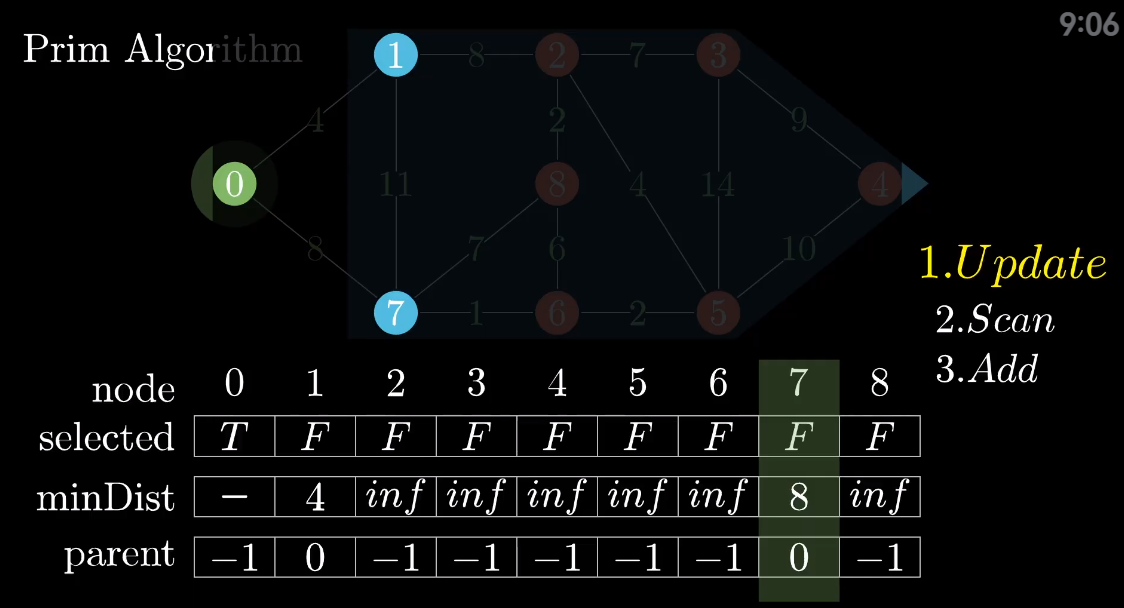 9:06
Prim Algorithm
1 8 2 7 3
4 2 9
0 11 8 4 14 4
8 7 6 10
7 1 6 2 5
1.Update
2.Scan
3.Add
node 0 1 2 3 4 5 6 7 8
selected T F F F F F F F F
minDist − 4 inf inf inf inf inf 8 inf
parent −1 0 −1 −1 −1 −1 −1 0 −1